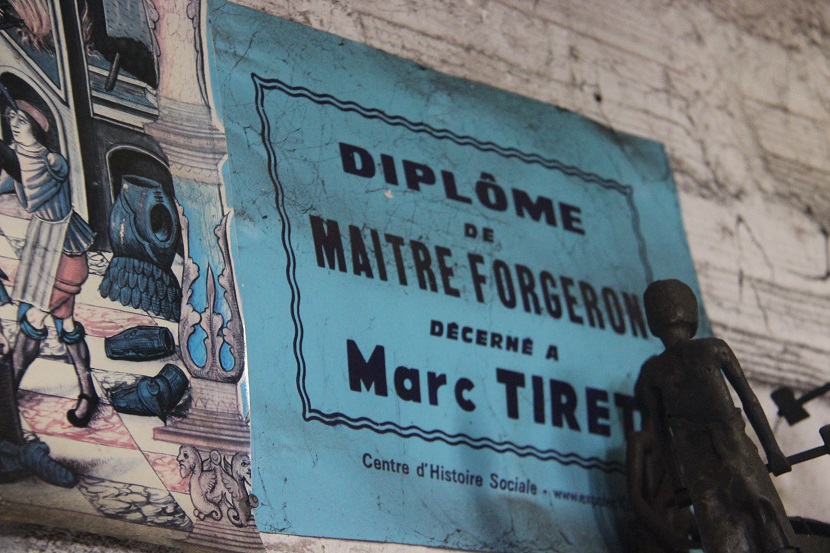 DIPLÔME
DE
MAITRE FORGERON
DÉCERNÉ A
Marc TIRET
Centre d'Histoire Sociale -